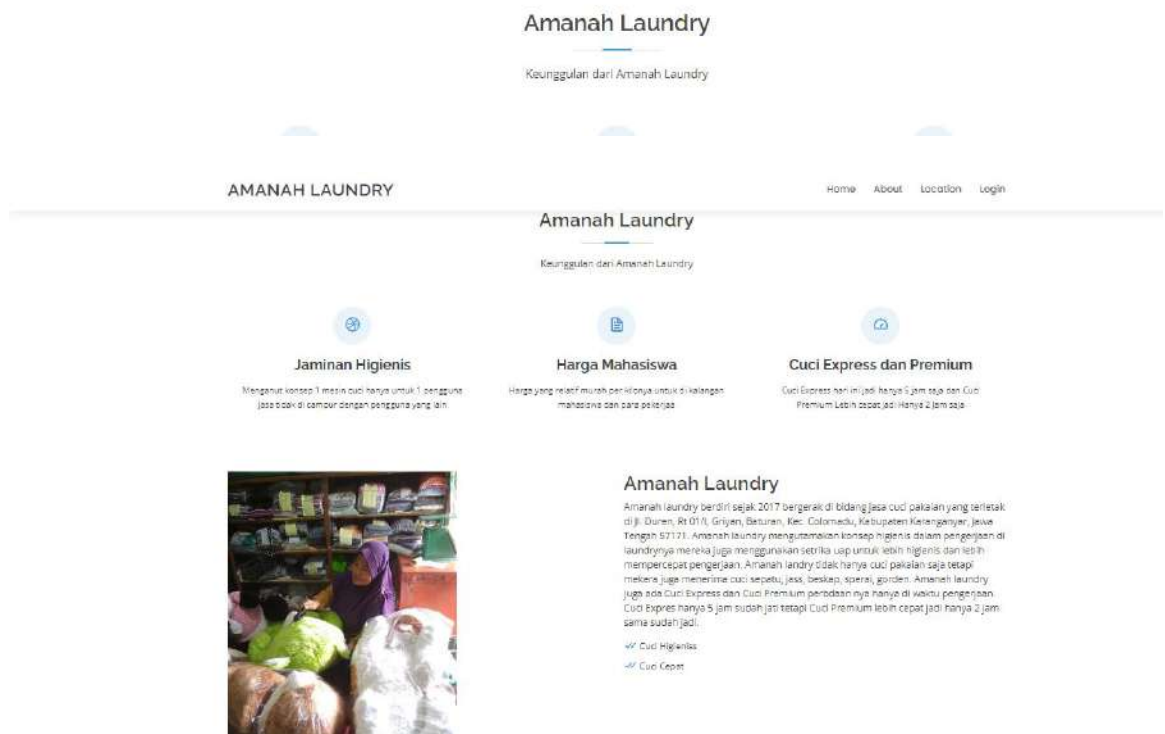 Amanah Laundry
Keunggulan dari Amanah Laundry
AMANAH LAUNDRY
Home About Location Login
Amanah Laundry
Keunggulan dari Amanah Laundry
Jaminan Higienis
Menganut konsep 1 mesin cuci hanya untuk 1 pengguna
jasa tidak di campur dengan pengguna yang lain
Harga Mahasiswa
Harga yang relatif murah per kilonya untuk di kalangan
mahasiswa dan para pekerjaa
Cuci Express dan Premium
Cuci Express hari ini jadi hanya 5 jam saja dan Cuci
Premium Lebih cepat jadi Hanya 2 Jam saja
Amanah Laundry
Amanah laundry berdiri sejak 2017 bergerak di bidang jasa cuci pakaian yang terletak
di Jl. Duren, Rt 01/I, Griyan, Baturan, Kec. Colomadu, Kabupaten Karanganyar, Jawa
Tengah 57171. Amanah laundry mengutamakan konsep higienis dalam pengerjaan di
laundrynya mereka juga menggunakan setrika uap untuk lebih higienis dan lebih
mempercepat pengerjaan. Amanah landry tidak hanya cuci pakaian saja tetapi
mekera juga menerima cuci sepatu, jass, beskap, sperai, gorden. Amanah laundry
juga ada Cuci Express dan Cuci Premium perbdaan nya hanya di waktu pengerjaan.
Cuci Expres hanya 5 jam sudah jati tetapi Cuci Premium lebih cepat jadi hanya 2 jam
sama sudah jadi.
Cuci Higienias
Cuci Cepat